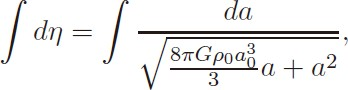 ∫ dη = ∫ da / √( (8πGρ₀a₀³ / 3) a + a² ),